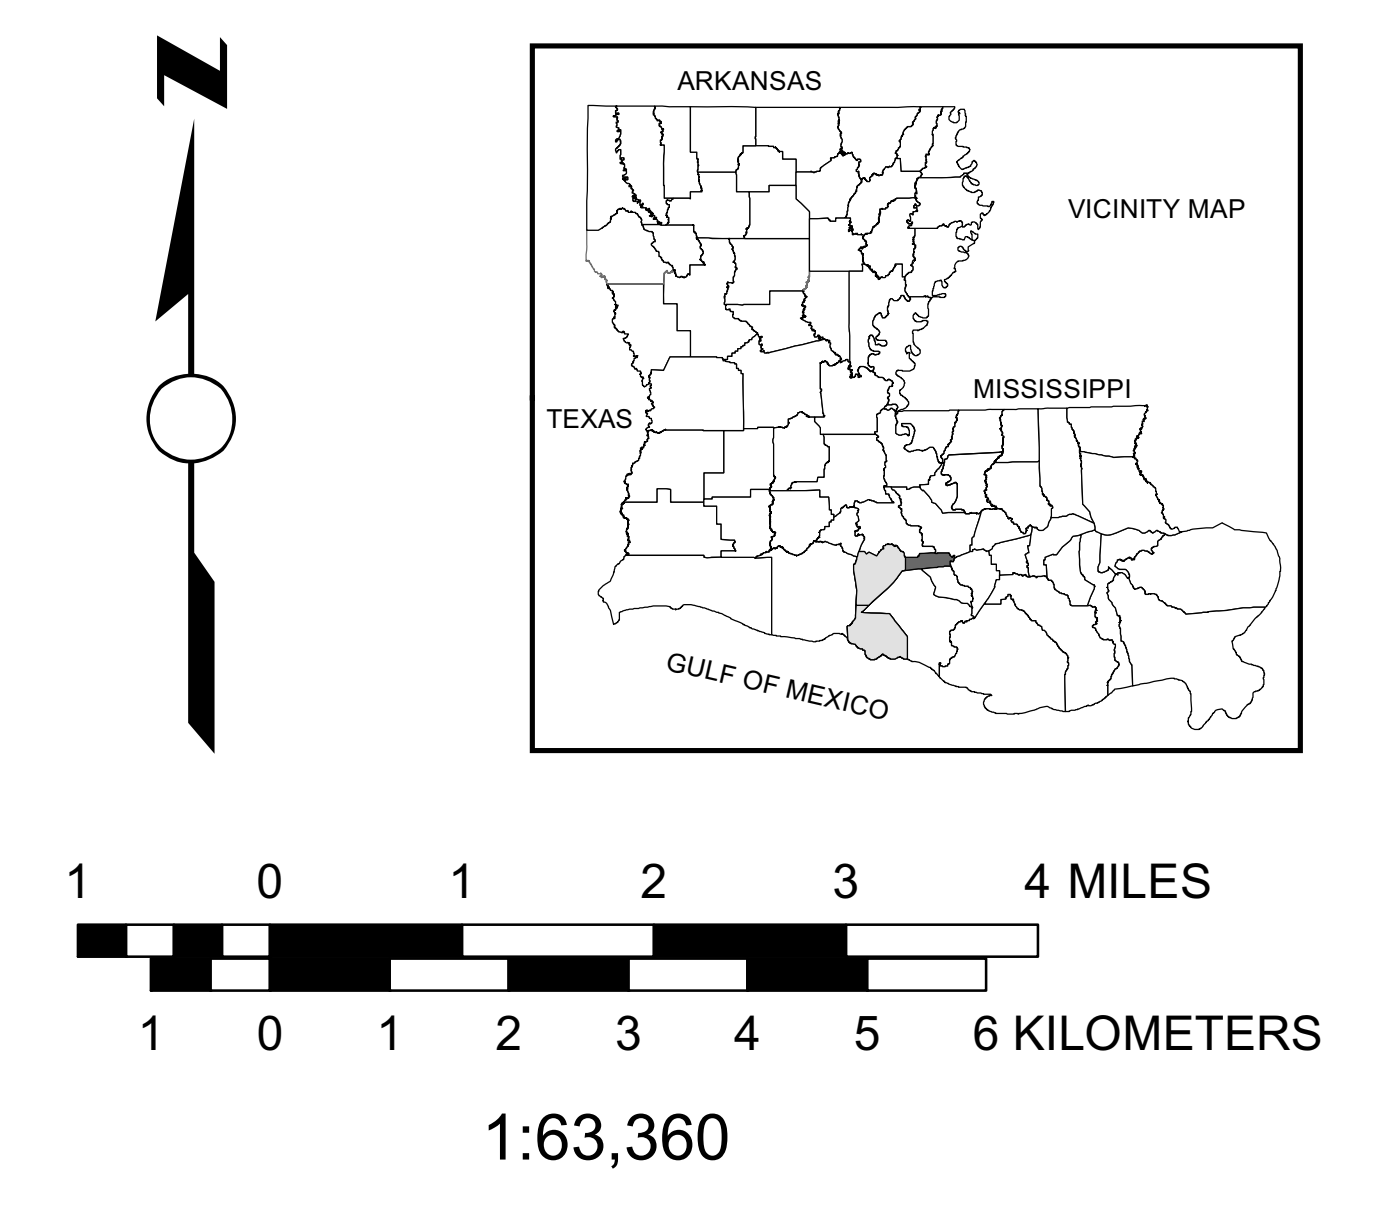 N
ARKANSAS
VICINITY MAP
MISSISSIPPI
TEXAS
GULF OF MEXICO
1 0 1 2 3 4 MILES
1 0 1 2 3 4 5 6 KILOMETERS
1:63,360